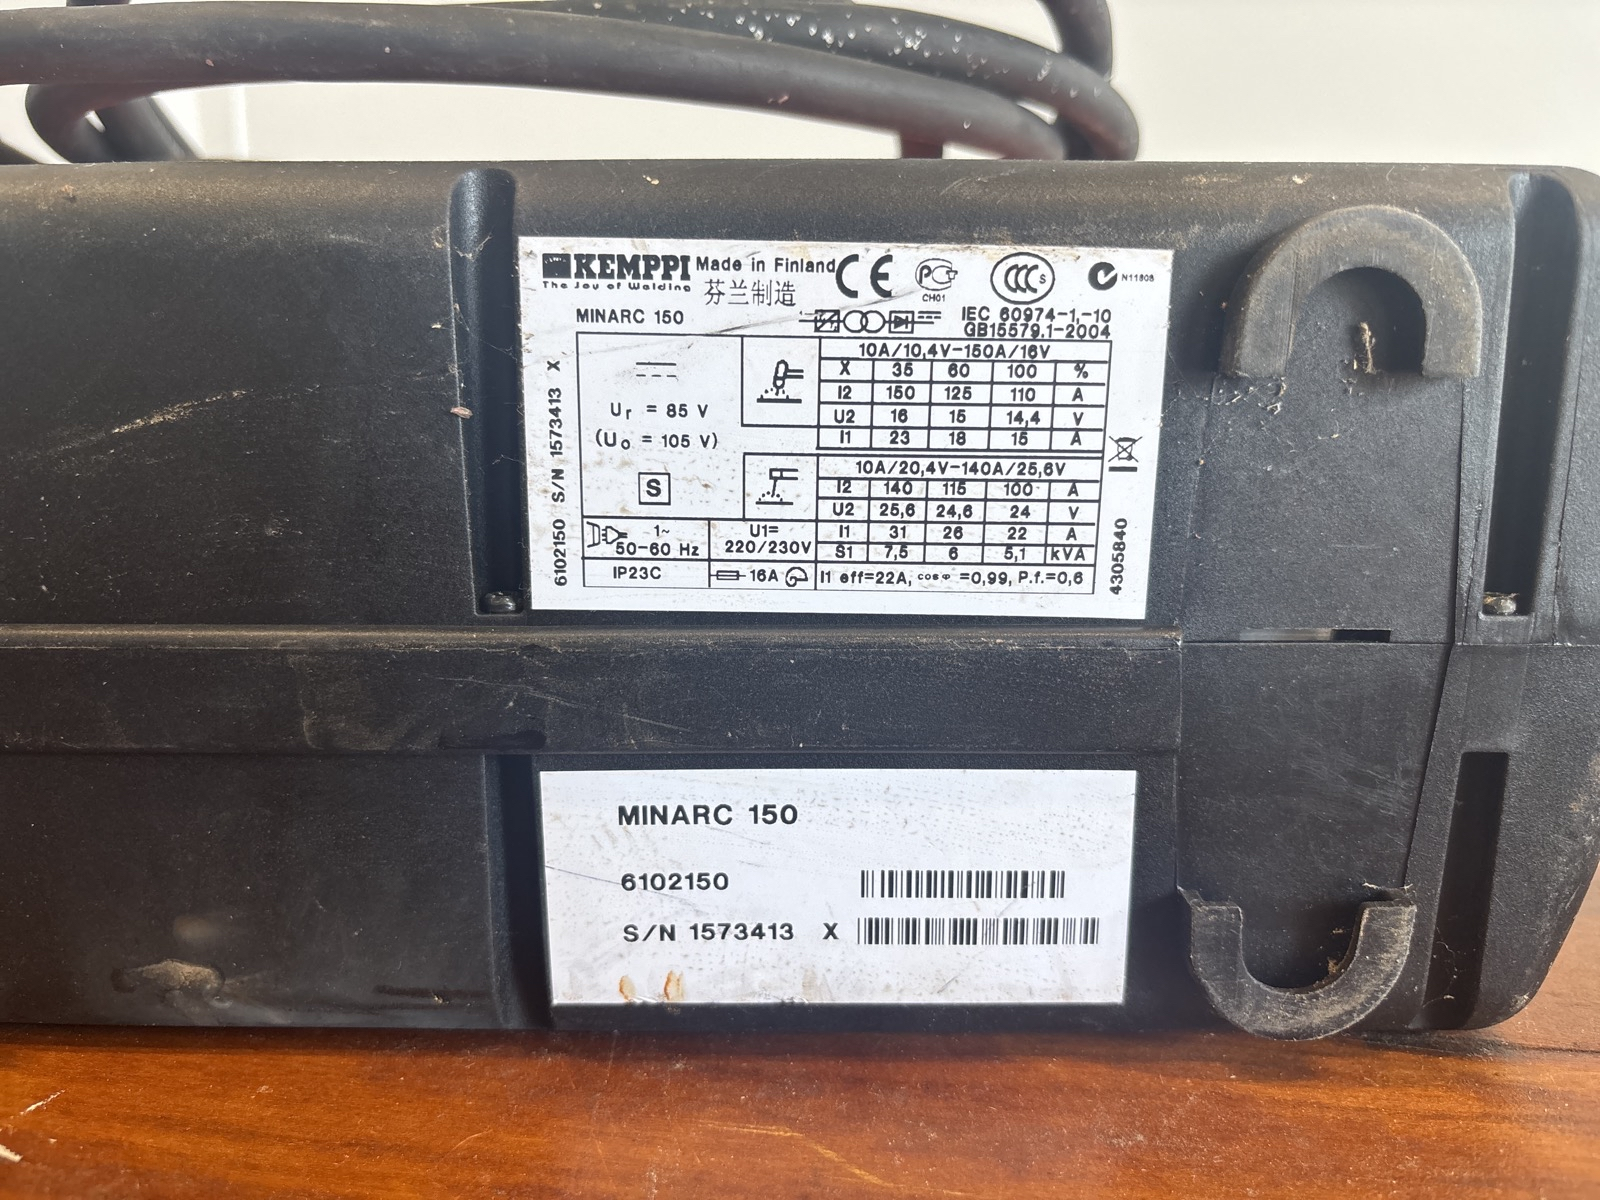 KEMPPI Made in Finland CE PCT CCC S N11808
The Joy of Welding 芬兰制造 CH01
MINARC 150 IEC 60974-1,-10
GB15579.1-2004
6102150 S/N 1573413 X
Ur = 85 V
(Uo = 105 V)
S
10A/10,4V-150A/16V
X 35 60 100 %
I2 150 125 110 A
U2 16 15 14,4 V
I1 23 18 15 A
10A/20,4V-140A/25,6V
I2 140 115 100 A
U2 25,6 24,6 24 V
1~ 50-60 Hz U1= 220/230V I1 31 26 22 A
S1 7,5 6 5,1 kVA
IP23C 16A I1 eff=22A, cosφ =0,99, P.f.=0,6
4305840
MINARC 150
6102150
S/N 1573413 X